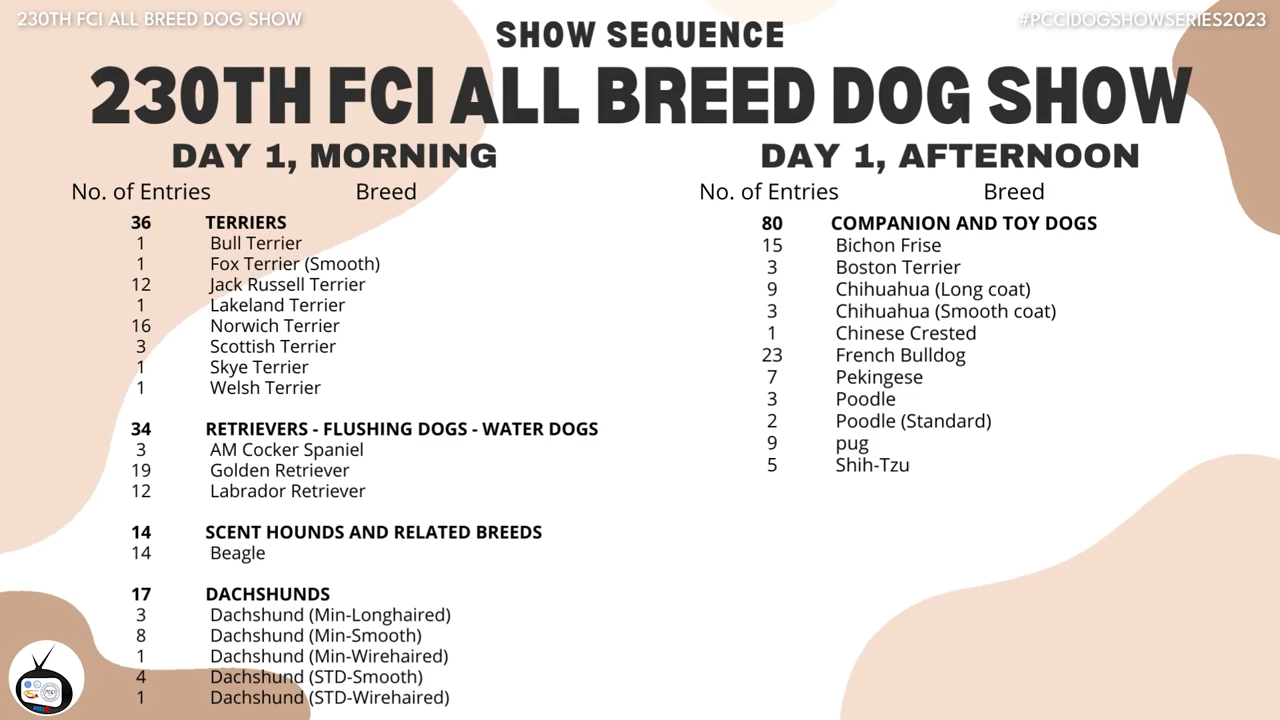 230TH FCI ALL BREED DOG SHOW
#PCCIDOGSHOWSERIES2023
SHOW SEQUENCE
230TH FCI ALL BREED DOG SHOW
DAY 1, MORNING
No. of Entries Breed
36 TERRIERS
1 Bull Terrier
1 Fox Terrier (Smooth)
12 Jack Russell Terrier
1 Lakeland Terrier
16 Norwich Terrier
3 Scottish Terrier
1 Skye Terrier
1 Welsh Terrier
34 RETRIEVERS - FLUSHING DOGS - WATER DOGS
3 AM Cocker Spaniel
19 Golden Retriever
12 Labrador Retriever
14 SCENT HOUNDS AND RELATED BREEDS
14 Beagle
17 DACHSHUNDS
3 Dachshund (Min-Longhaired)
8 Dachshund (Min-Smooth)
1 Dachshund (Min-Wirehaired)
4 Dachshund (STD-Smooth)
1 Dachshund (STD-Wirehaired)
DAY 1, AFTERNOON
No. of Entries Breed
80 COMPANION AND TOY DOGS
15 Bichon Frise
3 Boston Terrier
9 Chihuahua (Long coat)
3 Chihuahua (Smooth coat)
1 Chinese Crested
23 French Bulldog
7 Pekingese
3 Poodle
2 Poodle (Standard)
9 pug
5 Shih-Tzu